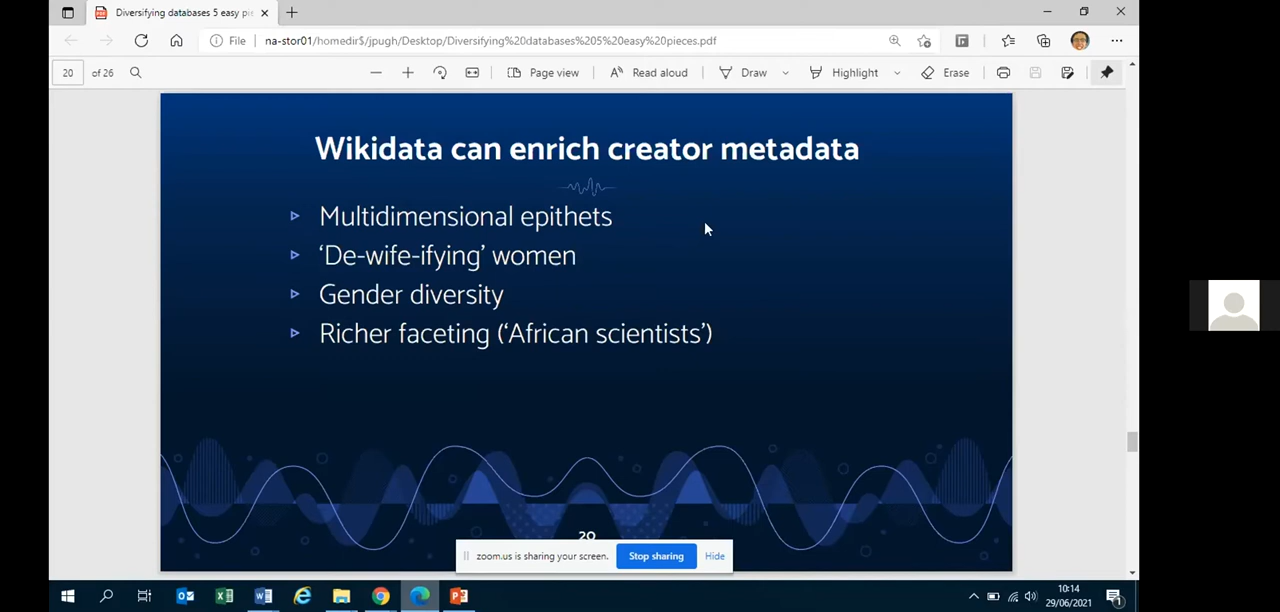 Diversifying databases 5 easy pi
File
na-stor01/homedir$/jpugh/Desktop/Diversifying%20databases%205%20easy%20pieces.pdf
20 of 26
Page view
Read aloud
Draw
Highlight
Erase
Wikidata can enrich creator metadata
Multidimensional epithets
‘De-wife-ifying’ women
Gender diversity
Richer faceting (‘African scientists’)
20
zoom.us is sharing your screen.
Stop sharing
Hide
10:14
29/06/2021
1